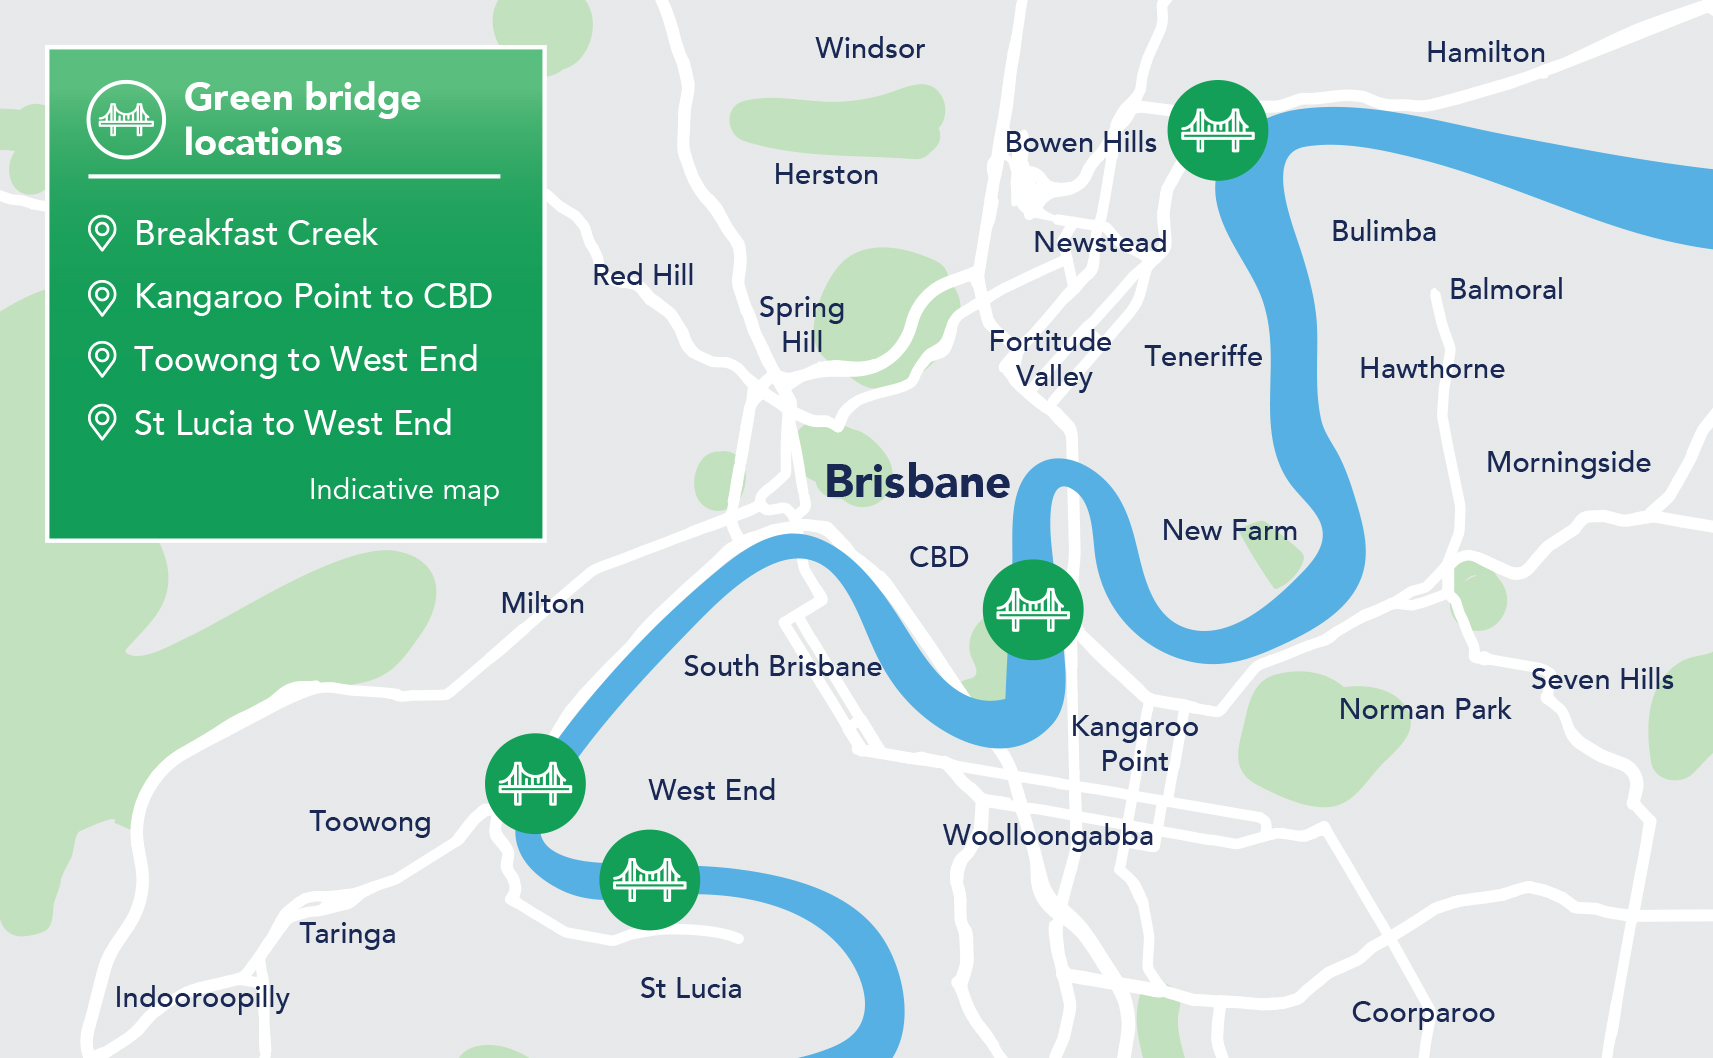 Green bridge
locations
Breakfast Creek
Kangaroo Point to CBD
Toowong to West End
St Lucia to West End
Indicative map
Windsor
Hamilton
Bowen Hills
Herston
Bulimba
Newstead
Red Hill
Balmoral
Spring
Hill
Fortitude
Valley
Teneriffe
Hawthorne
Morningside
Brisbane
New Farm
CBD
Milton
South Brisbane
Seven Hills
Norman Park
Kangaroo
Point
West End
Toowong
Woolloongabba
Taringa
St Lucia
Indooroopilly
Coorparoo